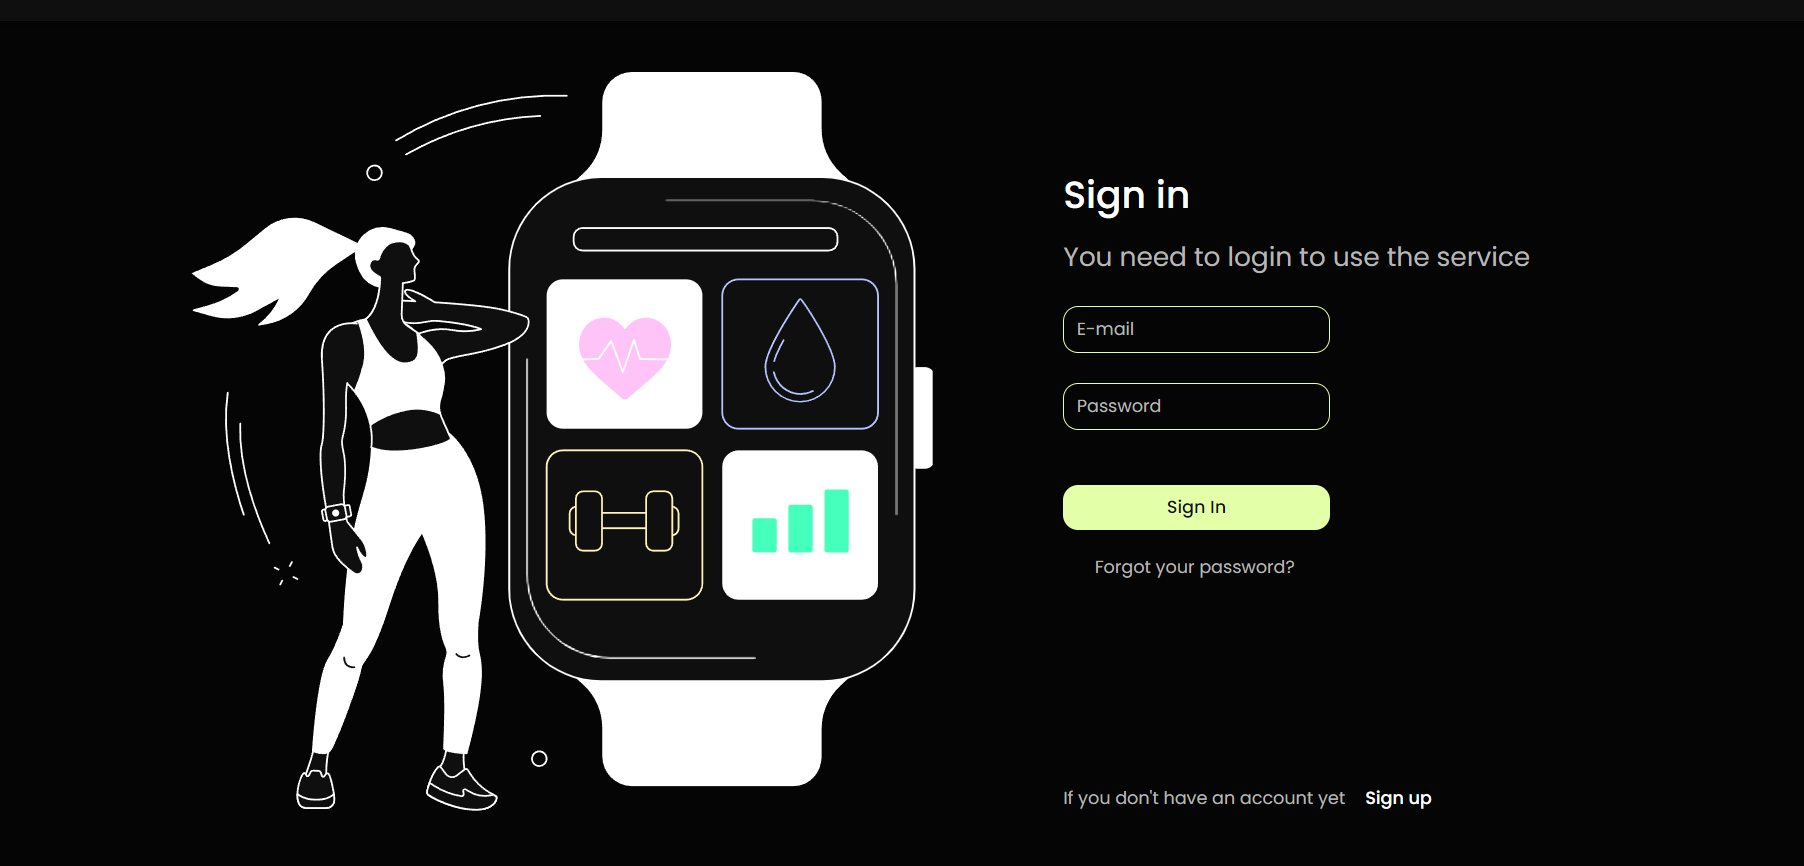 Sign in
You need to login to use the service
E-mail
Password
Sign In
Forgot your password?
If you don't have an account yet Sign up